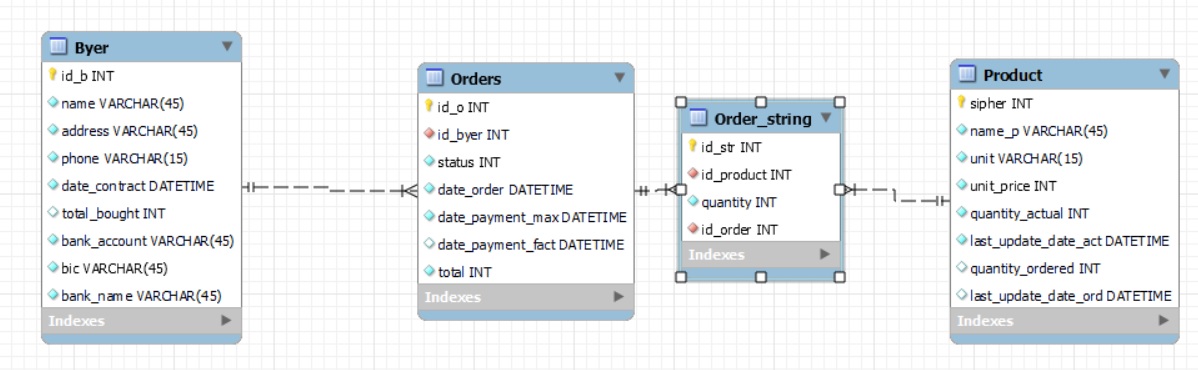 Byer
id_b INT
name VARCHAR(45)
address VARCHAR(45)
phone VARCHAR(15)
date_contract DATETIME
total_bought INT
bank_account VARCHAR(45)
bic VARCHAR(45)
bank_name VARCHAR(45)
Indexes
Orders
id_o INT
id_byer INT
status INT
date_order DATETIME
date_payment_max DATETIME
date_payment_fact DATETIME
total INT
Indexes
Order_string
id_str INT
id_product INT
quantity INT
id_order INT
Indexes
Product
sipher INT
name_p VARCHAR(45)
unit VARCHAR(15)
unit_price INT
quantity_actual INT
last_update_date_act DATETIME
quantity_ordered INT
last_update_date_ord DATETIME
Indexes